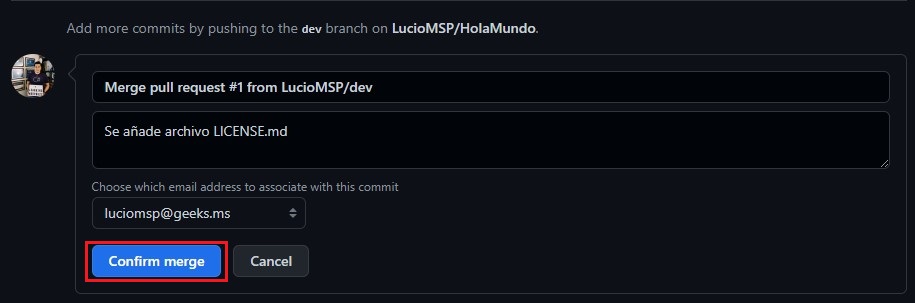 Add more commits by pushing to the dev branch on LucioMSP/HolaMundo.
Merge pull request #1 from LucioMSP/dev
Se añade archivo LICENSE.md
Choose which email address to associate with this commit
luciomsp@geeks.ms
Confirm merge
Cancel